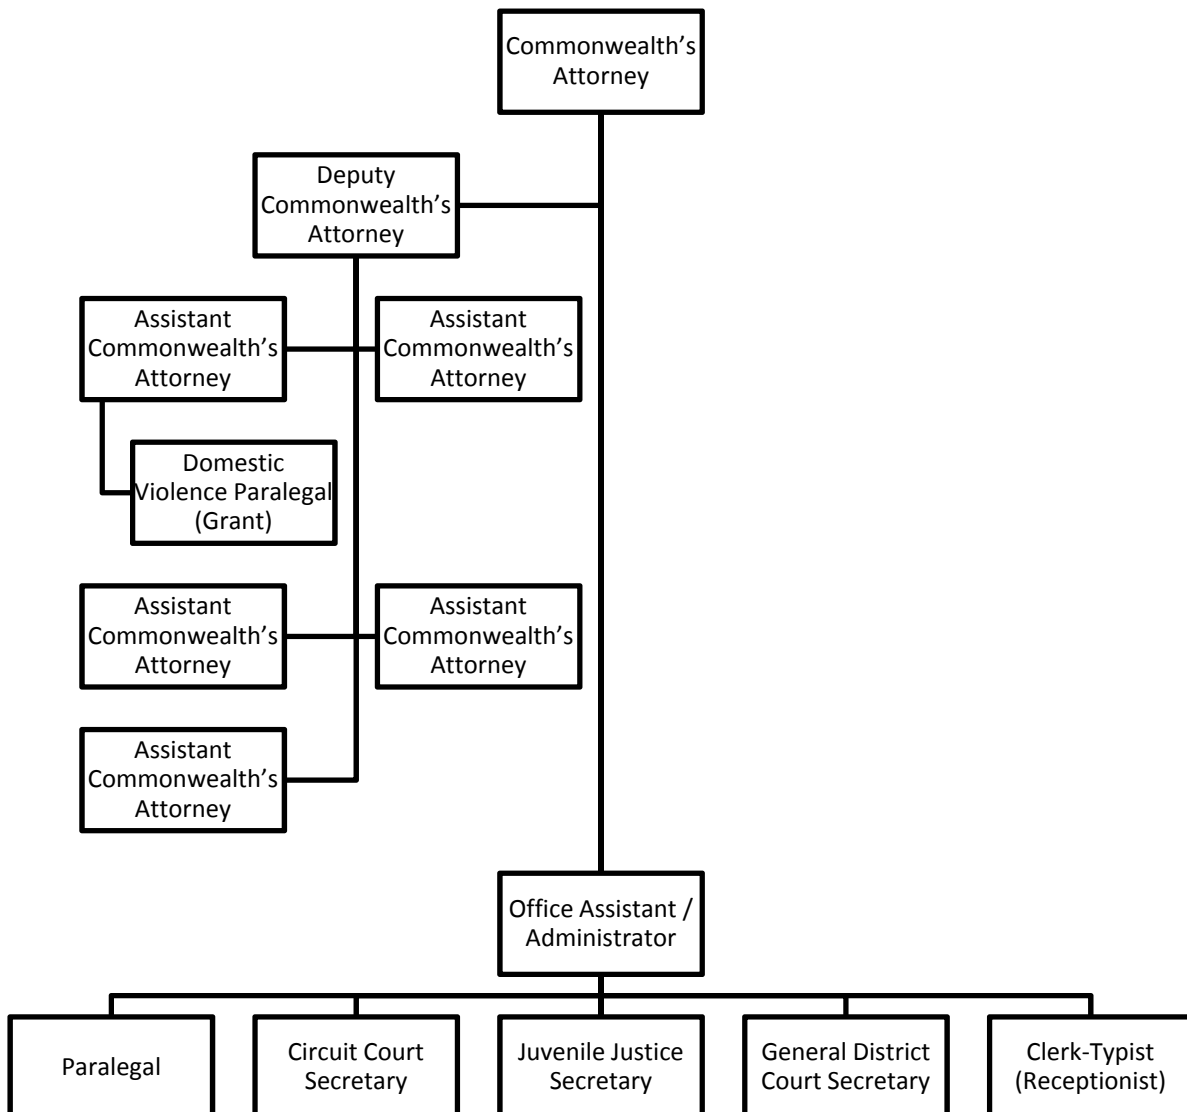 Commonwealth’s
Attorney
Deputy
Commonwealth’s
Attorney
Assistant
Commonwealth’s
Attorney
Assistant
Commonwealth’s
Attorney
Domestic
Violence Paralegal
(Grant)
Assistant
Commonwealth’s
Attorney
Assistant
Commonwealth’s
Attorney
Assistant
Commonwealth’s
Attorney
Office Assistant /
Administrator
Paralegal
Circuit Court
Secretary
Juvenile Justice
Secretary
General District
Court Secretary
Clerk-Typist
(Receptionist)